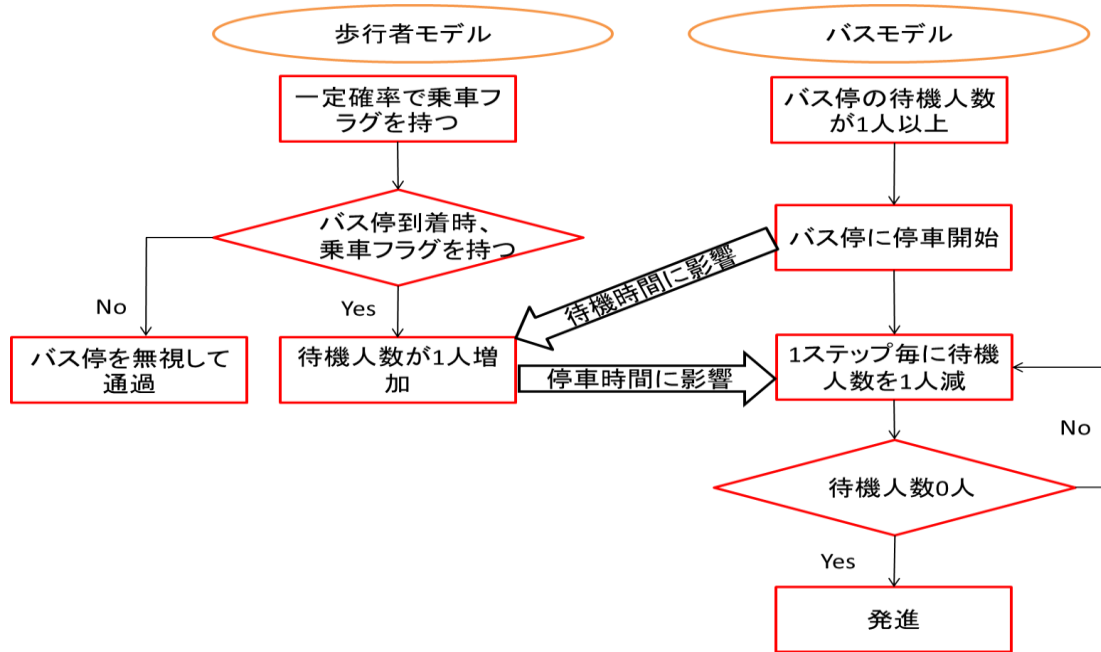 歩行者モデル
バスモデル
一定確率で乗車フ
ラグを持つ
バス停の待機人数
が1人以上
バス停到着時、
乗車フラグを持つ
バス停に停車開始
待機時間に影響
No
Yes
バス停を無視して
通過
待機人数が1人増
加
停車時間に影響
1ステップ毎に待機
人数を1人減
No
待機人数0人
Yes
発進